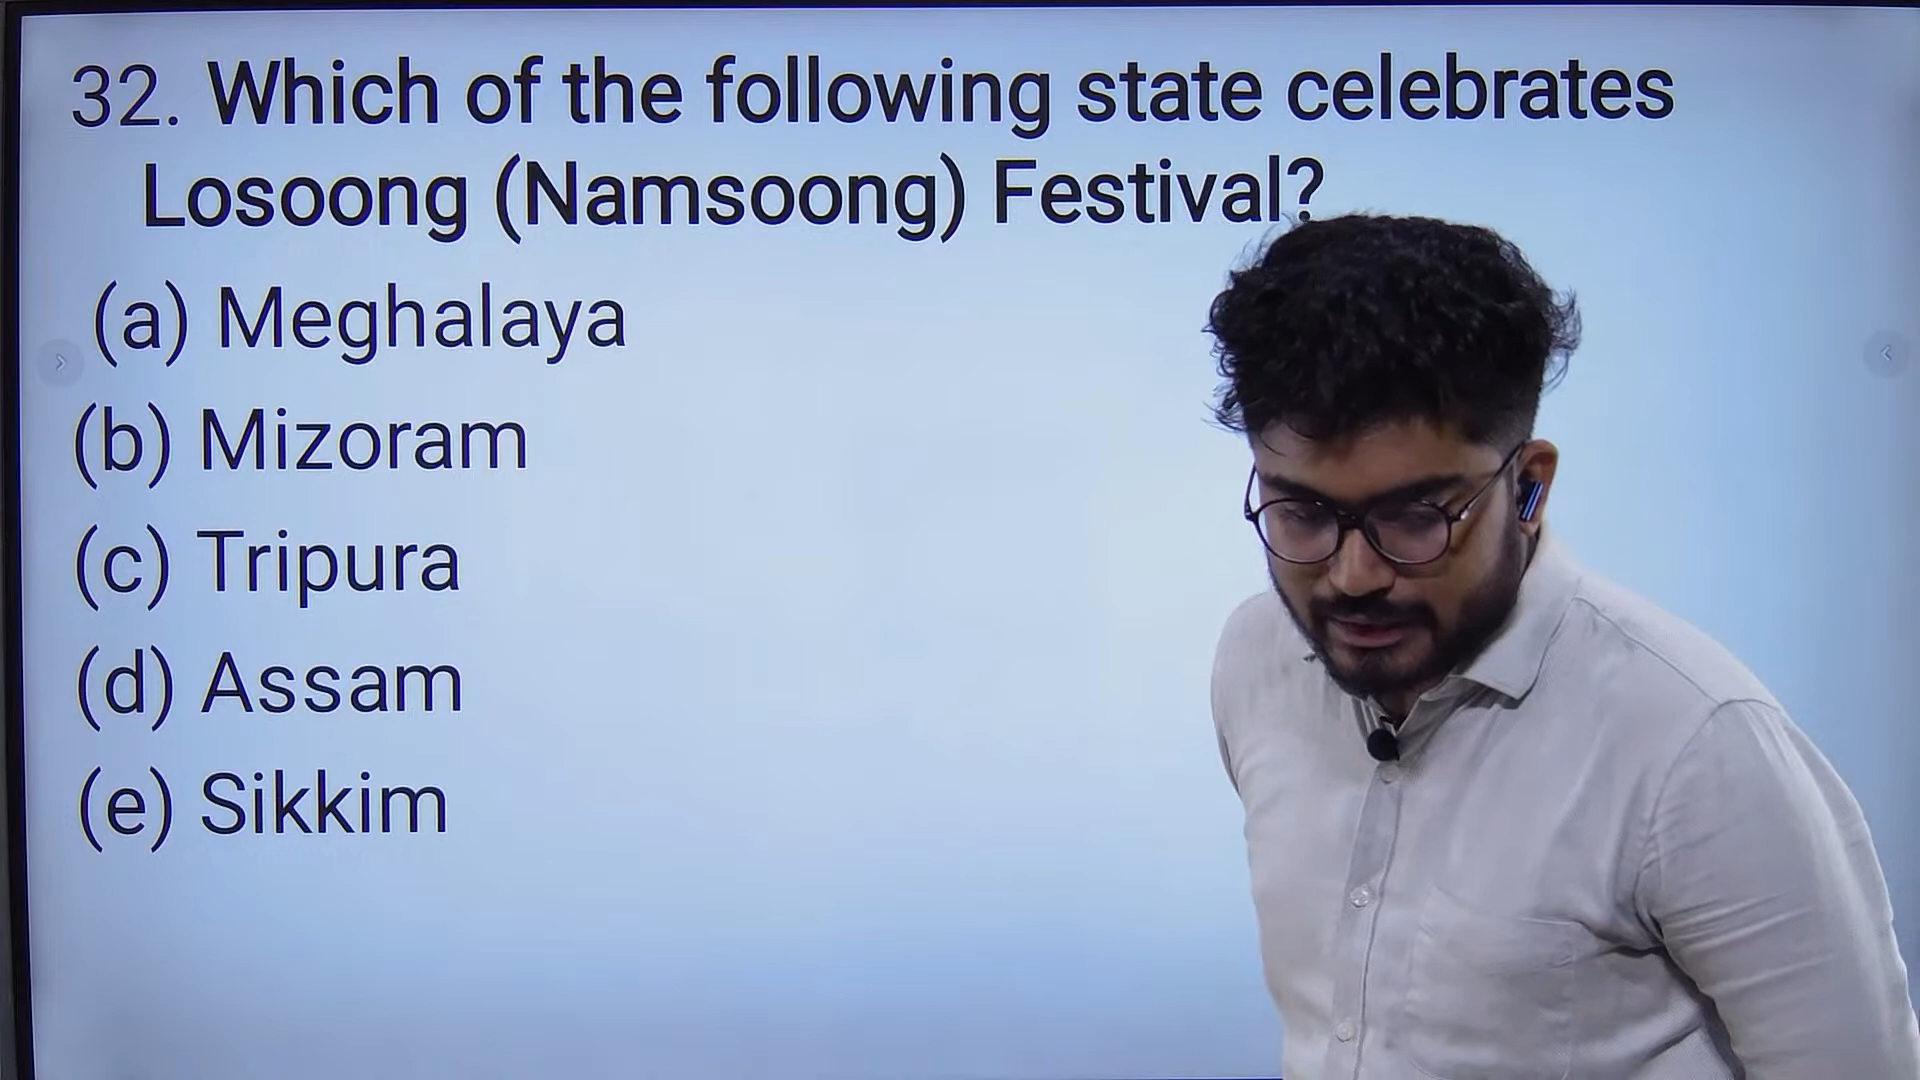 32. Which of the following state celebrates
Losoong (Namsoong) Festival?
(a) Meghalaya
(b) Mizoram
(c) Tripura
(d) Assam
(e) Sikkim